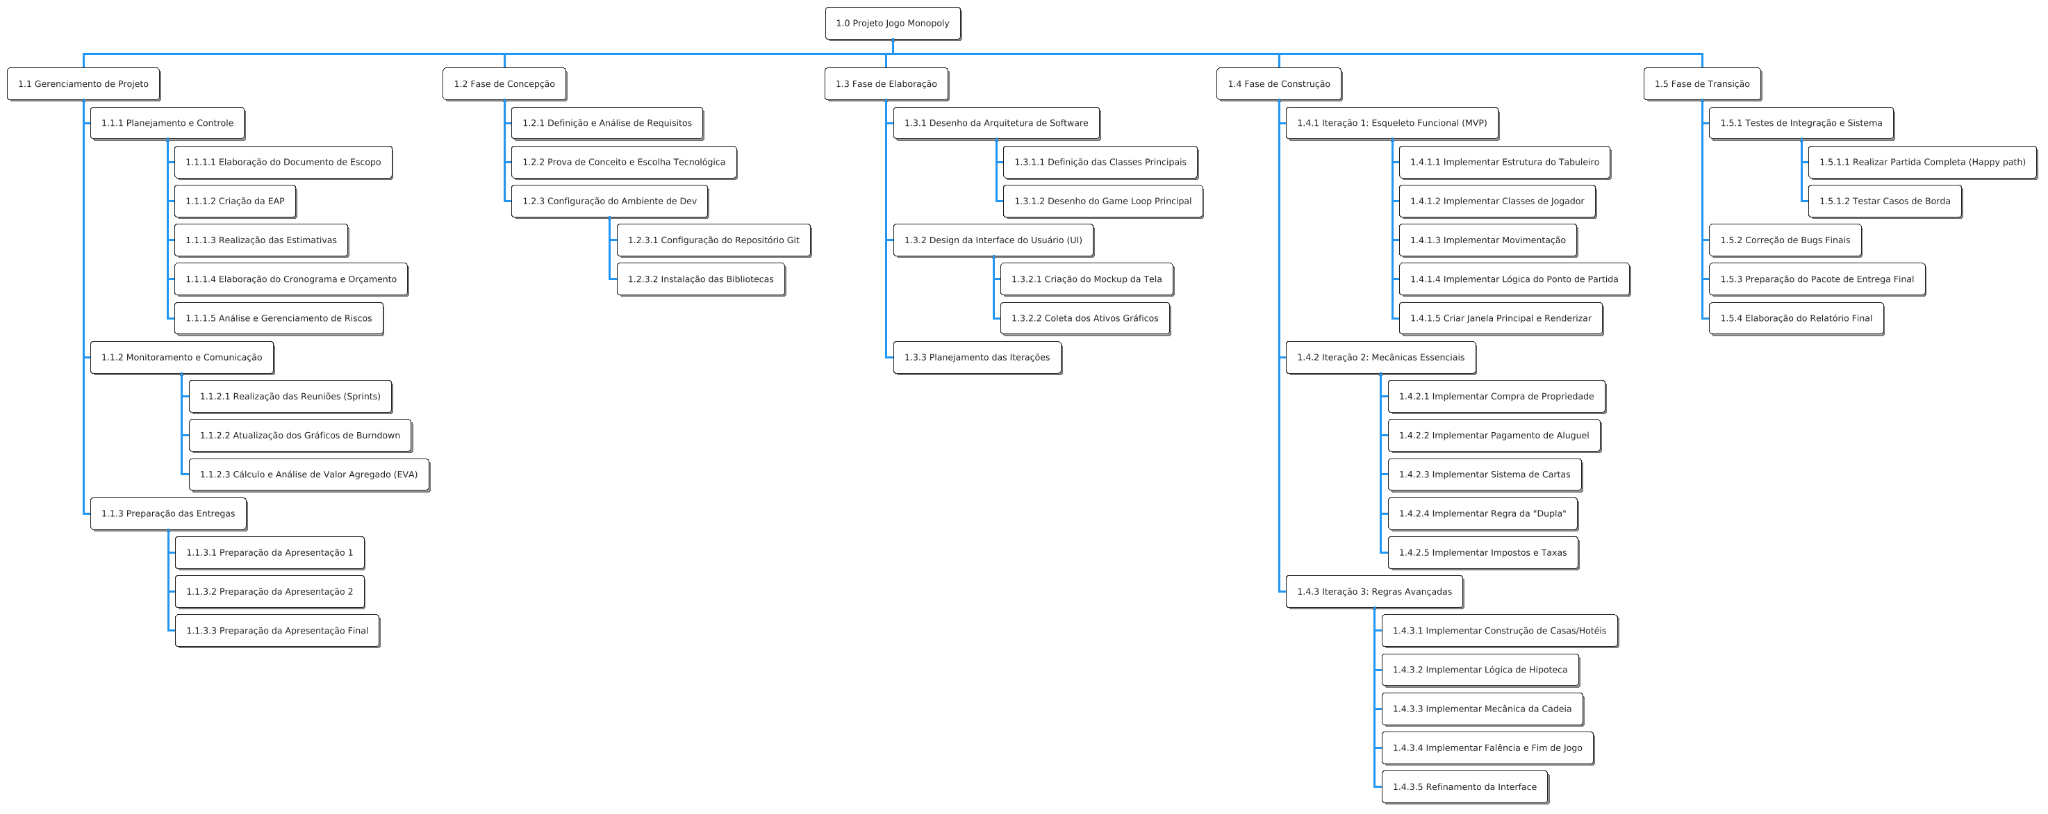 1.0 Projeto Jogo Monopoly
1.1 Gerenciamento de Projeto
1.1.1 Planejamento e Controle
1.1.1.1 Elaboração do Documento de Escopo
1.1.1.2 Criação da EAP
1.1.1.3 Realização das Estimativas
1.1.1.4 Elaboração do Cronograma e Orçamento
1.1.1.5 Análise e Gerenciamento de Riscos
1.1.2 Monitoramento e Comunicação
1.1.2.1 Realização das Reuniões (Sprints)
1.1.2.2 Atualização dos Gráficos de Burndown
1.1.2.3 Cálculo e Análise de Valor Agregado (EVA)
1.1.3 Preparação das Entregas
1.1.3.1 Preparação da Apresentação 1
1.1.3.2 Preparação da Apresentação 2
1.1.3.3 Preparação da Apresentação Final
1.2 Fase de Concepção
1.2.1 Definição e Análise de Requisitos
1.2.2 Prova de Conceito e Escolha Tecnológica
1.2.3 Configuração do Ambiente de Dev
1.2.3.1 Configuração do Repositório Git
1.2.3.2 Instalação das Bibliotecas
1.3 Fase de Elaboração
1.3.1 Desenho da Arquitetura de Software
1.3.1.1 Definição das Classes Principais
1.3.1.2 Desenho do Game Loop Principal
1.3.2 Design da Interface do Usuário (UI)
1.3.2.1 Criação do Mockup da Tela
1.3.2.2 Coleta dos Ativos Gráficos
1.3.3 Planejamento das Iterações
1.4 Fase de Construção
1.4.1 Iteração 1: Esqueleto Funcional (MVP)
1.4.1.1 Implementar Estrutura do Tabuleiro
1.4.1.2 Implementar Classes de Jogador
1.4.1.3 Implementar Movimentação
1.4.1.4 Implementar Lógica do Ponto de Partida
1.4.1.5 Criar Janela Principal e Renderizar
1.4.2 Iteração 2: Mecânicas Essenciais
1.4.2.1 Implementar Compra de Propriedade
1.4.2.2 Implementar Pagamento de Aluguel
1.4.2.3 Implementar Sistema de Cartas
1.4.2.4 Implementar Regra da "Dupla"
1.4.2.5 Implementar Impostos e Taxas
1.4.3 Iteração 3: Regras Avançadas
1.4.3.1 Implementar Construção de Casas/Hotéis
1.4.3.2 Implementar Lógica de Hipoteca
1.4.3.3 Implementar Mecânica da Cadeia
1.4.3.4 Implementar Falência e Fim de Jogo
1.4.3.5 Refinamento da Interface
1.5 Fase de Transição
1.5.1 Testes de Integração e Sistema
1.5.1.1 Realizar Partida Completa (Happy path)
1.5.1.2 Testar Casos de Borda
1.5.2 Correção de Bugs Finais
1.5.3 Preparação do Pacote de Entrega Final
1.5.4 Elaboração do Relatório Final